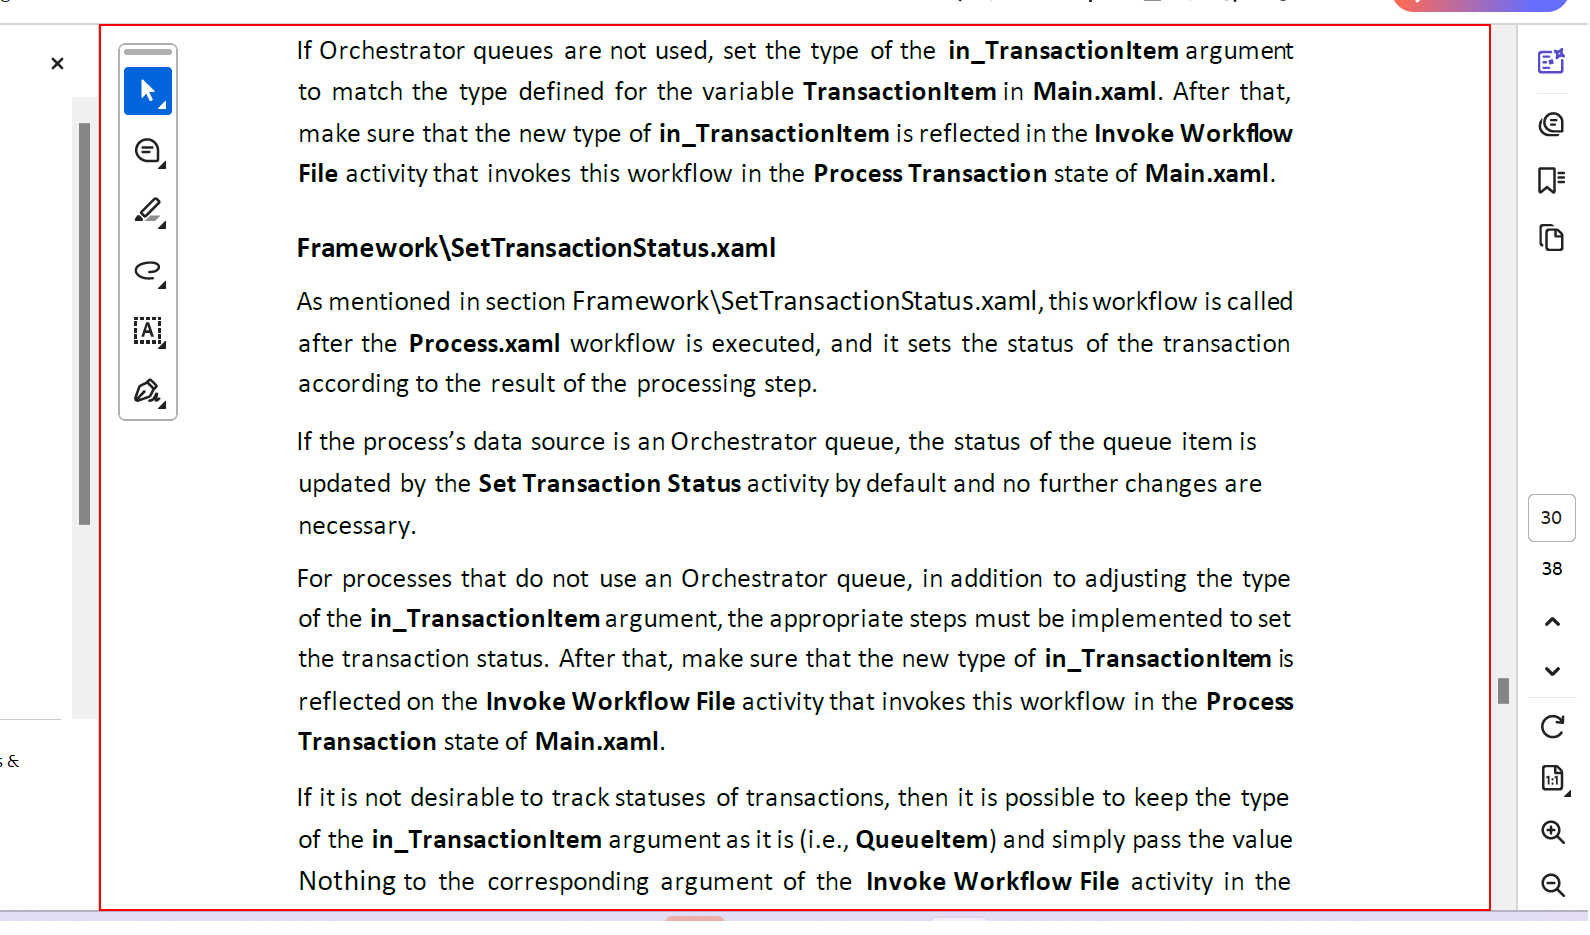 If Orchestrator queues are not used, set the type of the in_TransactionItem argument
to match the type defined for the variable TransactionItem in Main.xaml. After that,
make sure that the new type of in_TransactionItem is reflected in the Invoke Workflow
File activity that invokes this workflow in the Process Transaction state of Main.xaml.
Framework\SetTransactionStatus.xaml
As mentioned in section Framework\SetTransactionStatus.xaml, this workflow is called
after the Process.xaml workflow is executed, and it sets the status of the transaction
according to the result of the processing step.
If the process’s data source is an Orchestrator queue, the status of the queue item is
updated by the Set Transaction Status activity by default and no further changes are
necessary.
For processes that do not use an Orchestrator queue, in addition to adjusting the type
of the in_TransactionItem argument, the appropriate steps must be implemented to set
the transaction status. After that, make sure that the new type of in_TransactionItem is
reflected on the Invoke Workflow File activity that invokes this workflow in the Process
Transaction state of Main.xaml.
If it is not desirable to track statuses of transactions, then it is possible to keep the type
of the in_TransactionItem argument as it is (i.e., QueueItem) and simply pass the value
Nothing to the corresponding argument of the Invoke Workflow File activity in the
s &
30
38
1:1
A